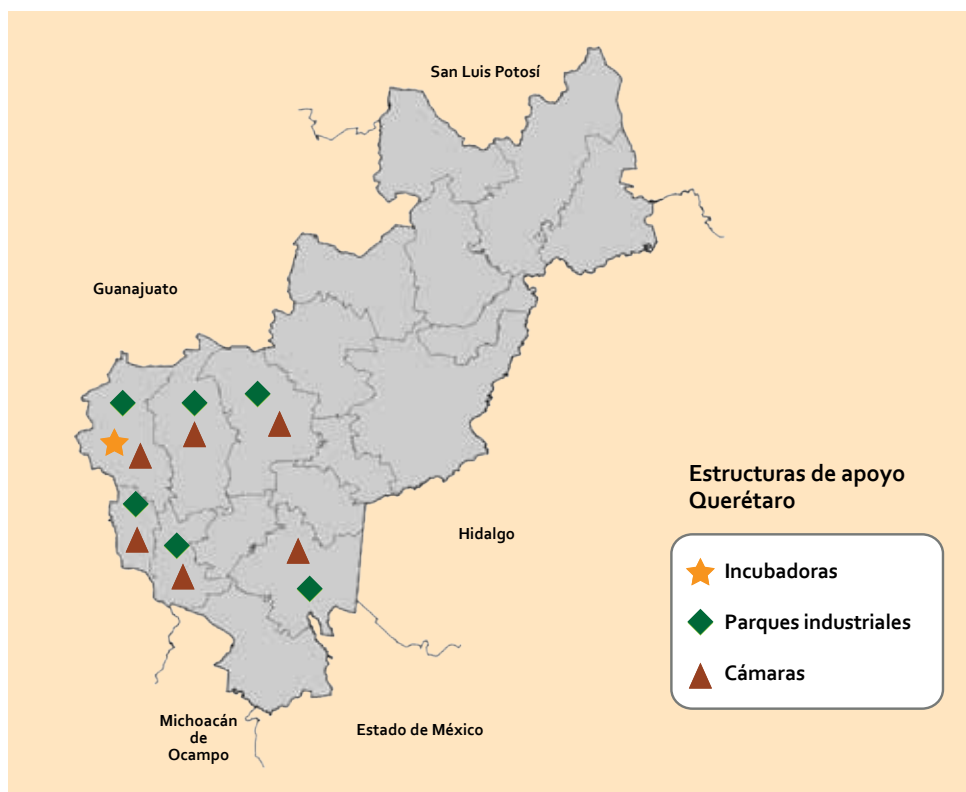 San Luis Potosí
Guanajuato
Hidalgo
Michoacán
de
Ocampo
Estado de México
Estructuras de apoyo
Querétaro
Incubadoras
Parques industriales
Cámaras